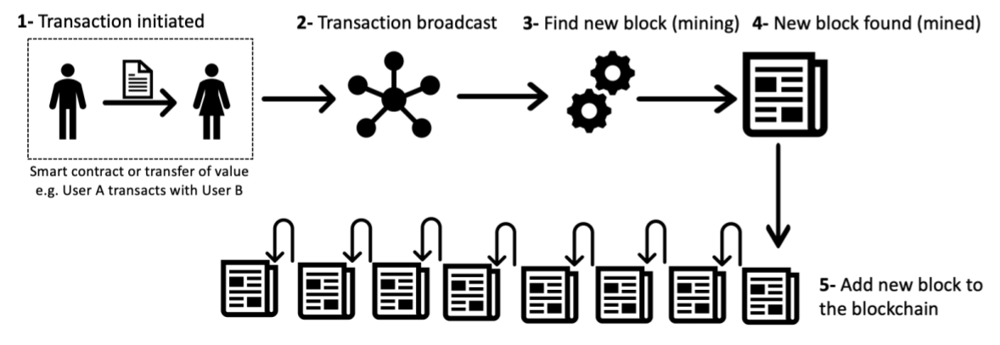 1- Transaction initiated
2- Transaction broadcast
3- Find new block (mining)
4- New block found (mined)
Smart contract or transfer of value
e.g. User A transacts with User B
5- Add new block to
the blockchain